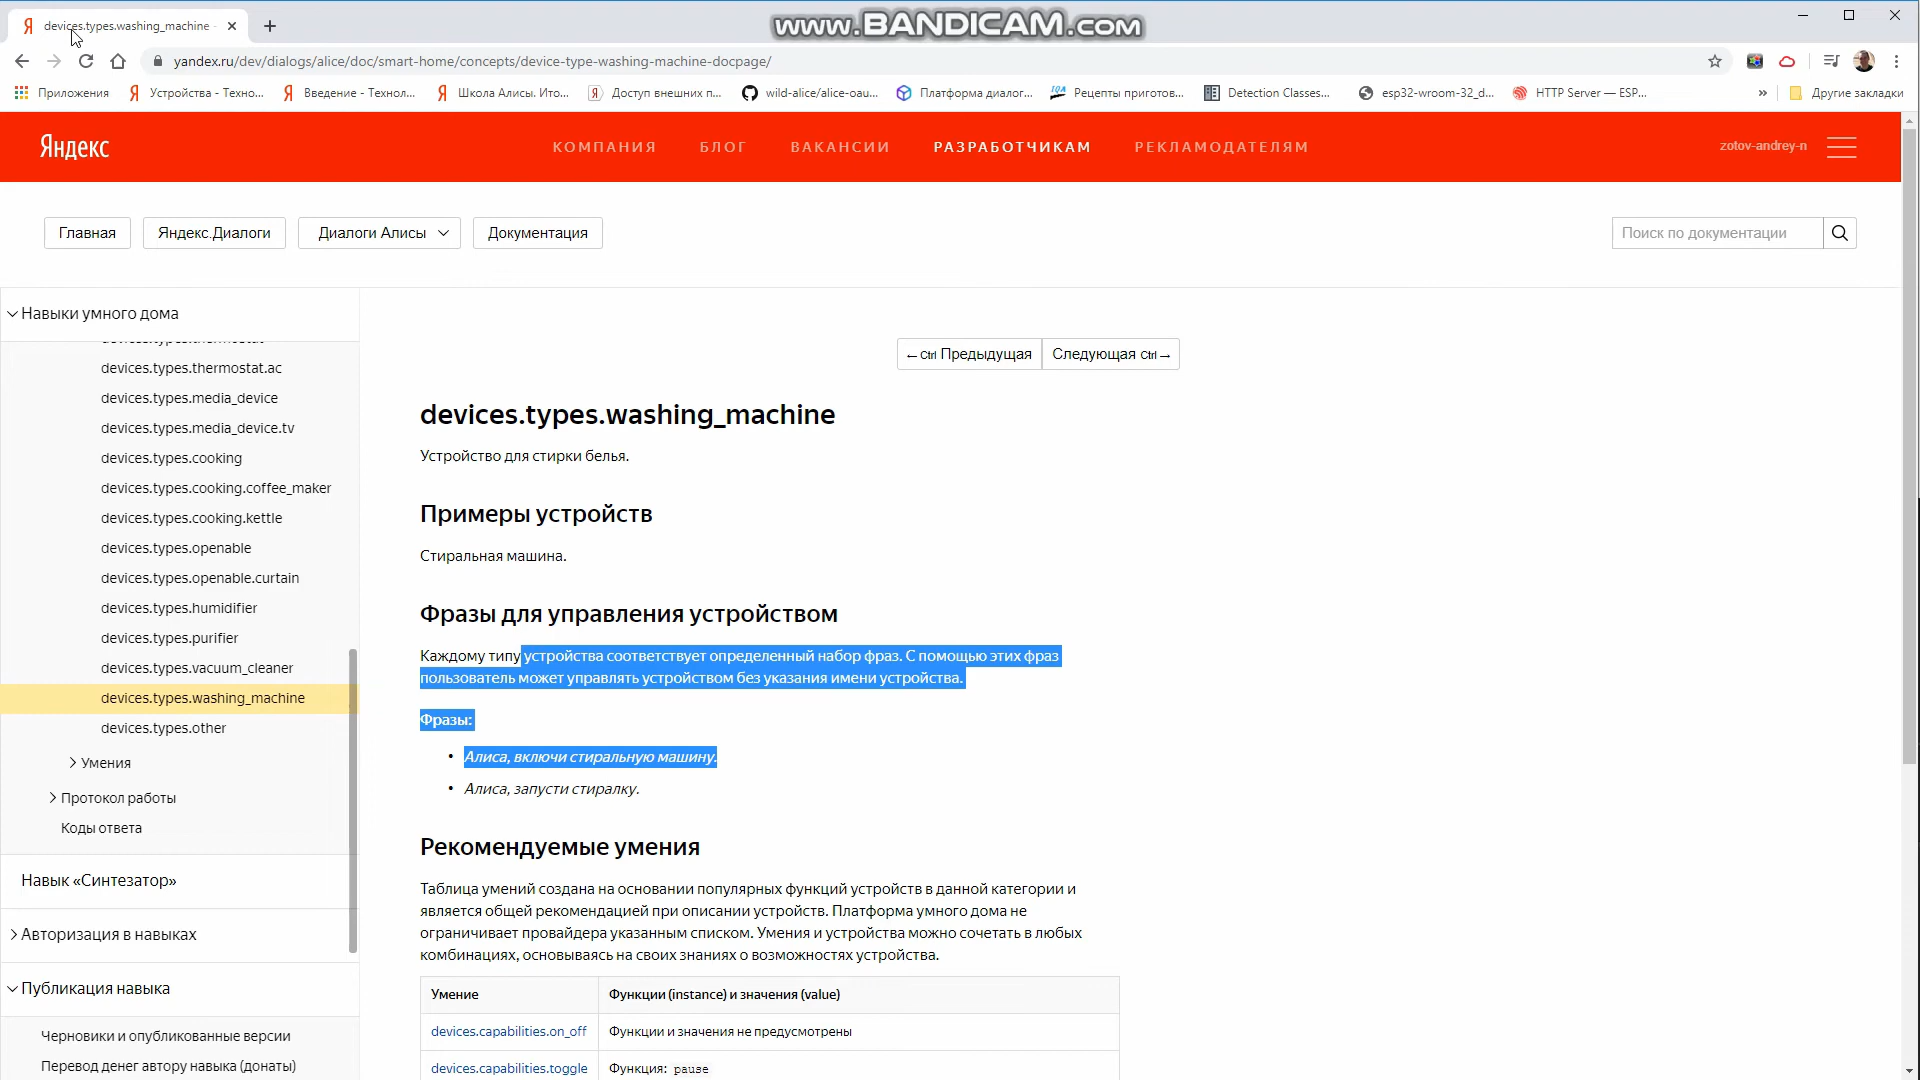 devices.types.washing_machine -
www.BANDICAM.com
yandex.ru/dev/dialogs/alice/doc/smart-home/concepts/device-type-washing-machine-docpage/
Приложения
Устройства - Техно...
Введение - Технол...
Школа Алисы. Ито...
Доступ внешних п...
wild-alice/alice-oau...
Платформа диалог...
Рецепты приготов...
Detection Classes...
esp32-wroom-32_d...
HTTP Server — ESP...
»
Другие закладки
Яндекс
КОМПАНИЯ
БЛОГ
ВАКАНСИИ
РАЗРАБОТЧИКАМ
РЕКЛАМОДАТЕЛЯМ
zotov-andrey-n
Главная
Яндекс.Диалоги
Диалоги Алисы
Документация
Поиск по документации
Навыки умного дома
devices.types.thermostat
devices.types.thermostat.ac
devices.types.media_device
devices.types.media_device.tv
devices.types.cooking
devices.types.cooking.coffee_maker
devices.types.cooking.kettle
devices.types.openable
devices.types.openable.curtain
devices.types.humidifier
devices.types.purifier
devices.types.vacuum_cleaner
devices.types.washing_machine
devices.types.other
Умения
Протокол работы
Коды ответа
Навык «Синтезатор»
Авторизация в навыках
Публикация навыка
Черновики и опубликованные версии
Перевод денег автору навыка (донаты)
←Ctrl Предыдущая
Следующая Ctrl→
devices.types.washing_machine
Устройство для стирки белья.
Примеры устройств
Стиральная машина.
Фразы для управления устройством
Каждому типу устройства соответствует определенный набор фраз. С помощью этих фраз
пользователь может управлять устройством без указания имени устройства.
Фразы:
• Алиса, включи стиральную машину.
• Алиса, запусти стиралку.
Рекомендуемые умения
Таблица умений создана на основании популярных функций устройств в данной категории и
является общей рекомендацией при описании устройств. Платформа умного дома не
ограничивает провайдера указанным списком. Умения и устройства можно сочетать в любых
комбинациях, основываясь на своих знаниях о возможностях устройства.
Умение
Функции (instance) и значения (value)
devices.capabilities.on_off
Функции и значения не предусмотрены
devices.capabilities.toggle
Функция: pause